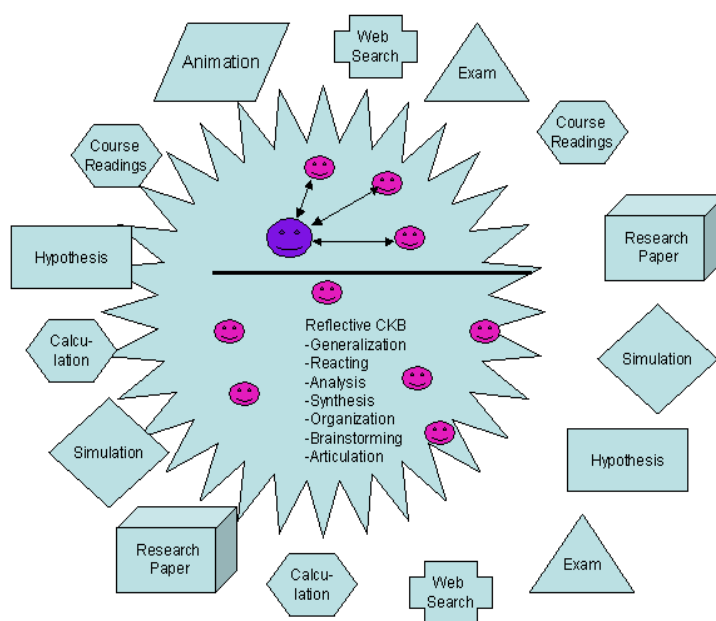 Animation
Web
Search
Exam
Course
Readings
Course
Readings
Hypothesis
Research
Paper
Calcu-
lation
Simulation
Reflective CKB
-Generalization
-Reacting
-Analysis
-Synthesis
-Organization
-Brainstorming
-Articulation
Simulation
Hypothesis
Research
Paper
Calcu-
lation
Web
Search
Exam